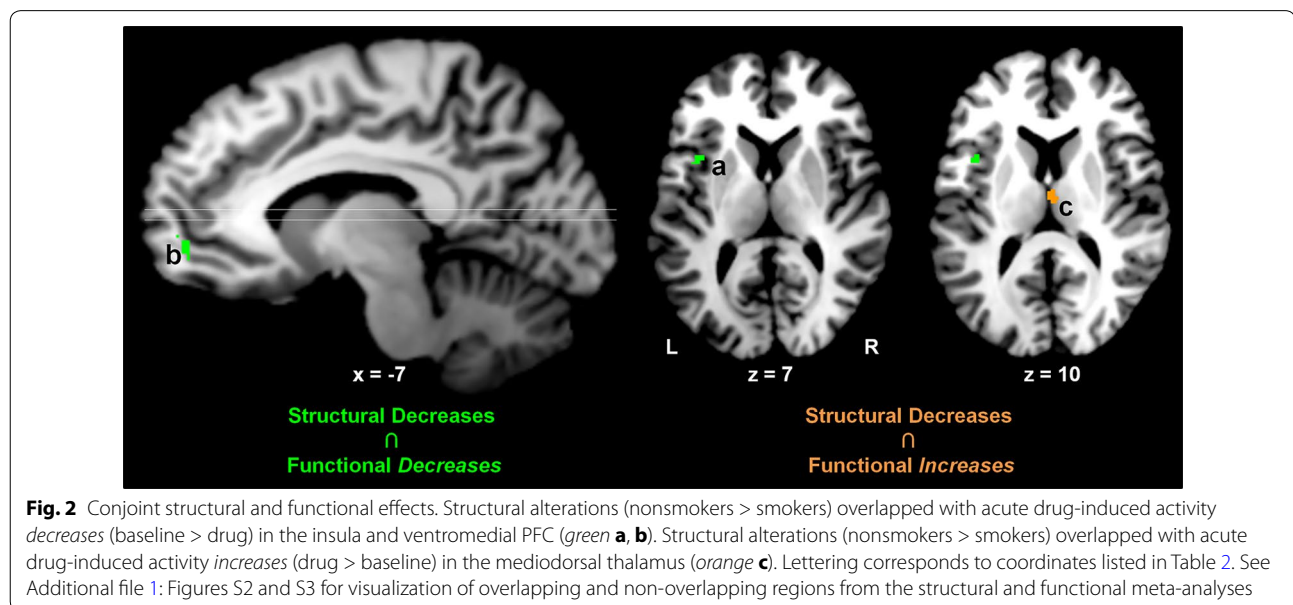 b
a
c
L
R
x = -7
z = 7
z = 10
Structural Decreases
∩
Functional Decreases
Structural Decreases
∩
Functional Increases
Fig. 2 Conjoint structural and functional effects. Structural alterations (nonsmokers > smokers) overlapped with acute drug-induced activity
decreases (baseline > drug) in the insula and ventromedial PFC (green a, b). Structural alterations (nonsmokers > smokers) overlapped with acute
drug-induced activity increases (drug > baseline) in the mediodorsal thalamus (orange c). Lettering corresponds to coordinates listed in Table 2. See
Additional file 1: Figures S2 and S3 for visualization of overlapping and non-overlapping regions from the structural and functional meta-analyses